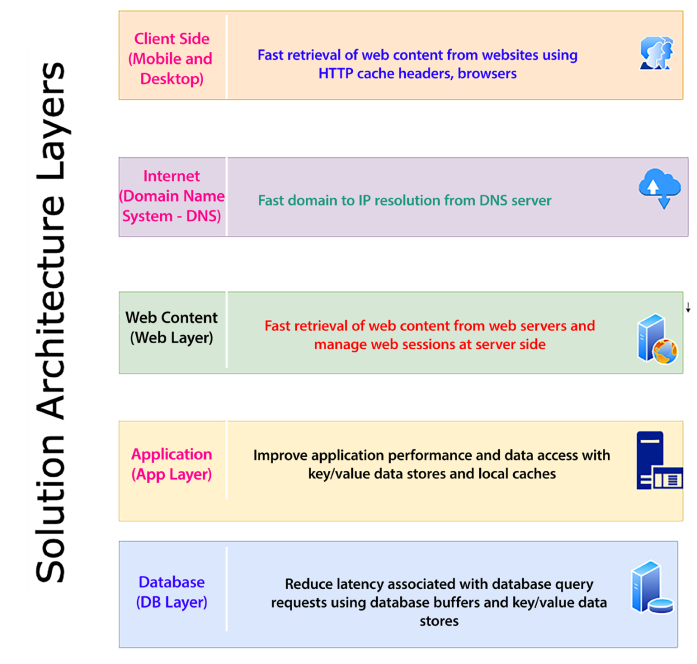 Solution Architecture Layers
Client Side
(Mobile and
Desktop)
Fast retrieval of web content from websites using
HTTP cache headers, browsers
Internet
(Domain Name
System - DNS)
Fast domain to IP resolution from DNS server
Web Content
(Web Layer)
Fast retrieval of web content from web servers and
manage web sessions at server side
Application
(App Layer)
Improve application performance and data access with
key/value data stores and local caches
Database
(DB Layer)
Reduce latency associated with database query
requests using database buffers and key/value data
stores